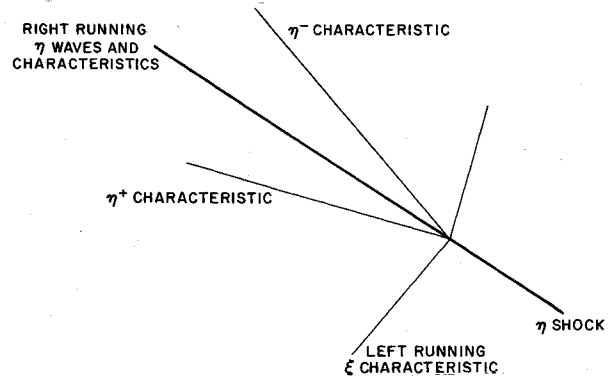 RIGHT RUNNING
η WAVES AND
CHARACTERISTICS
η⁻ CHARACTERISTIC
η⁺ CHARACTERISTIC
η SHOCK
LEFT RUNNING
ξ CHARACTERISTIC